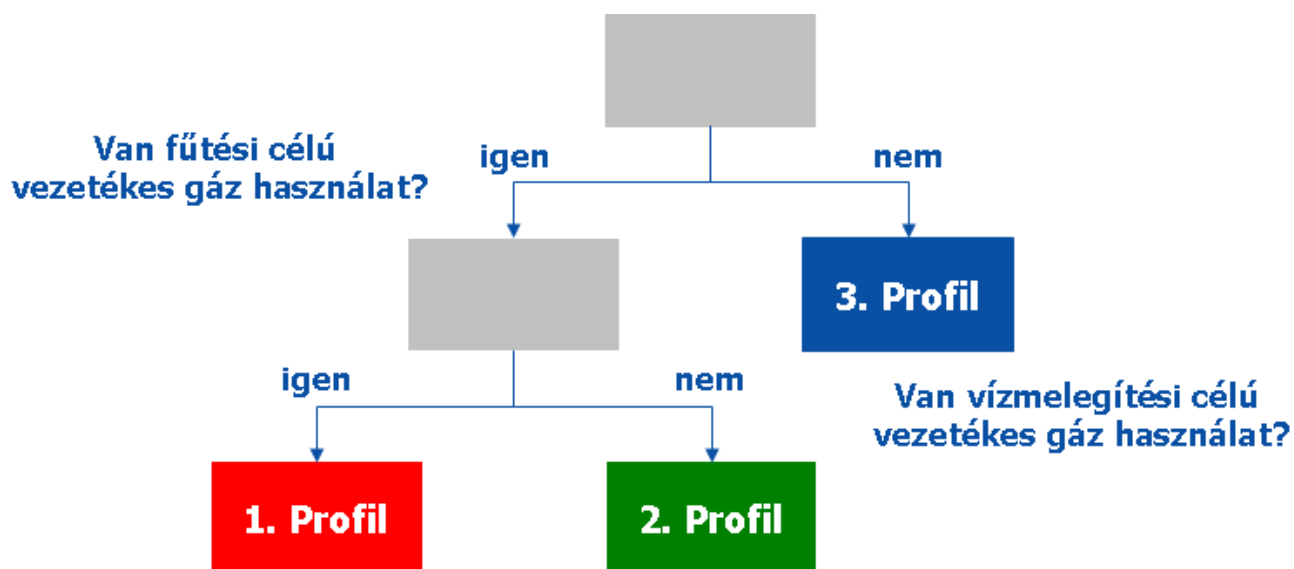 Van fűtési célú
vezetékes gáz használat?
igen
nem
3. Profil
igen
nem
Van vízmelegítési célú
vezetékes gáz használat?
1. Profil
2. Profil